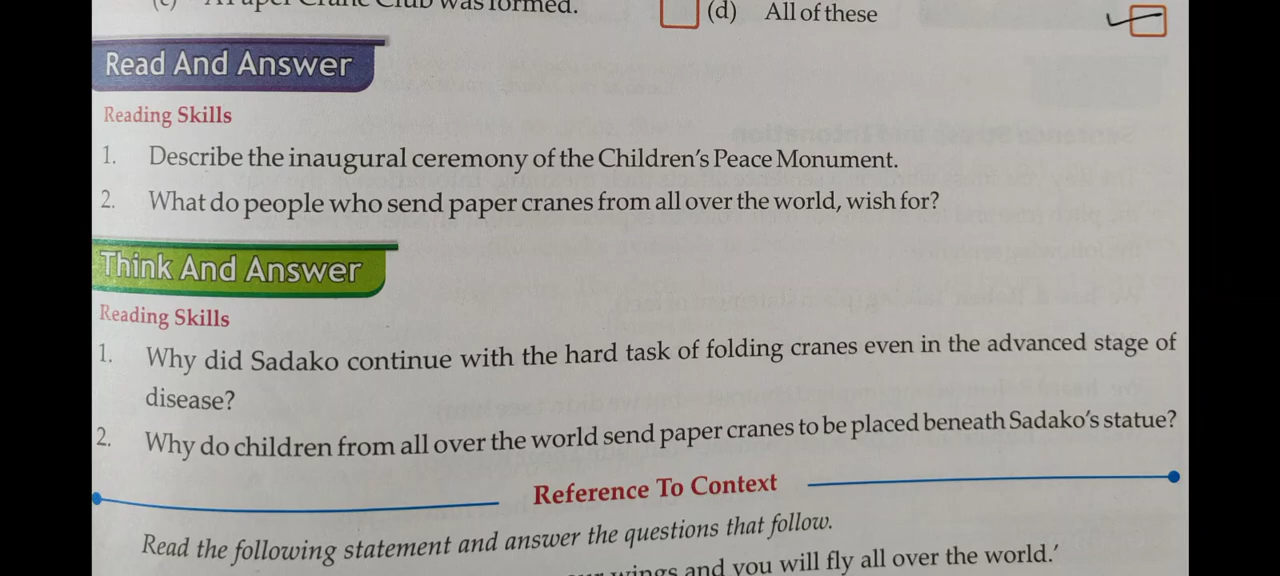 (c) A Paper Crane Club was formed.
(d) All of these
Read And Answer
Reading Skills
1. Describe the inaugural ceremony of the Children's Peace Monument.
2. What do people who send paper cranes from all over the world, wish for?
Think And Answer
Reading Skills
1. Why did Sadako continue with the hard task of folding cranes even in the advanced stage of
disease?
2. Why do children from all over the world send paper cranes to be placed beneath Sadako's statue?
Reference To Context
Read the following statement and answer the questions that follow.
wings and you will fly all over the world.'